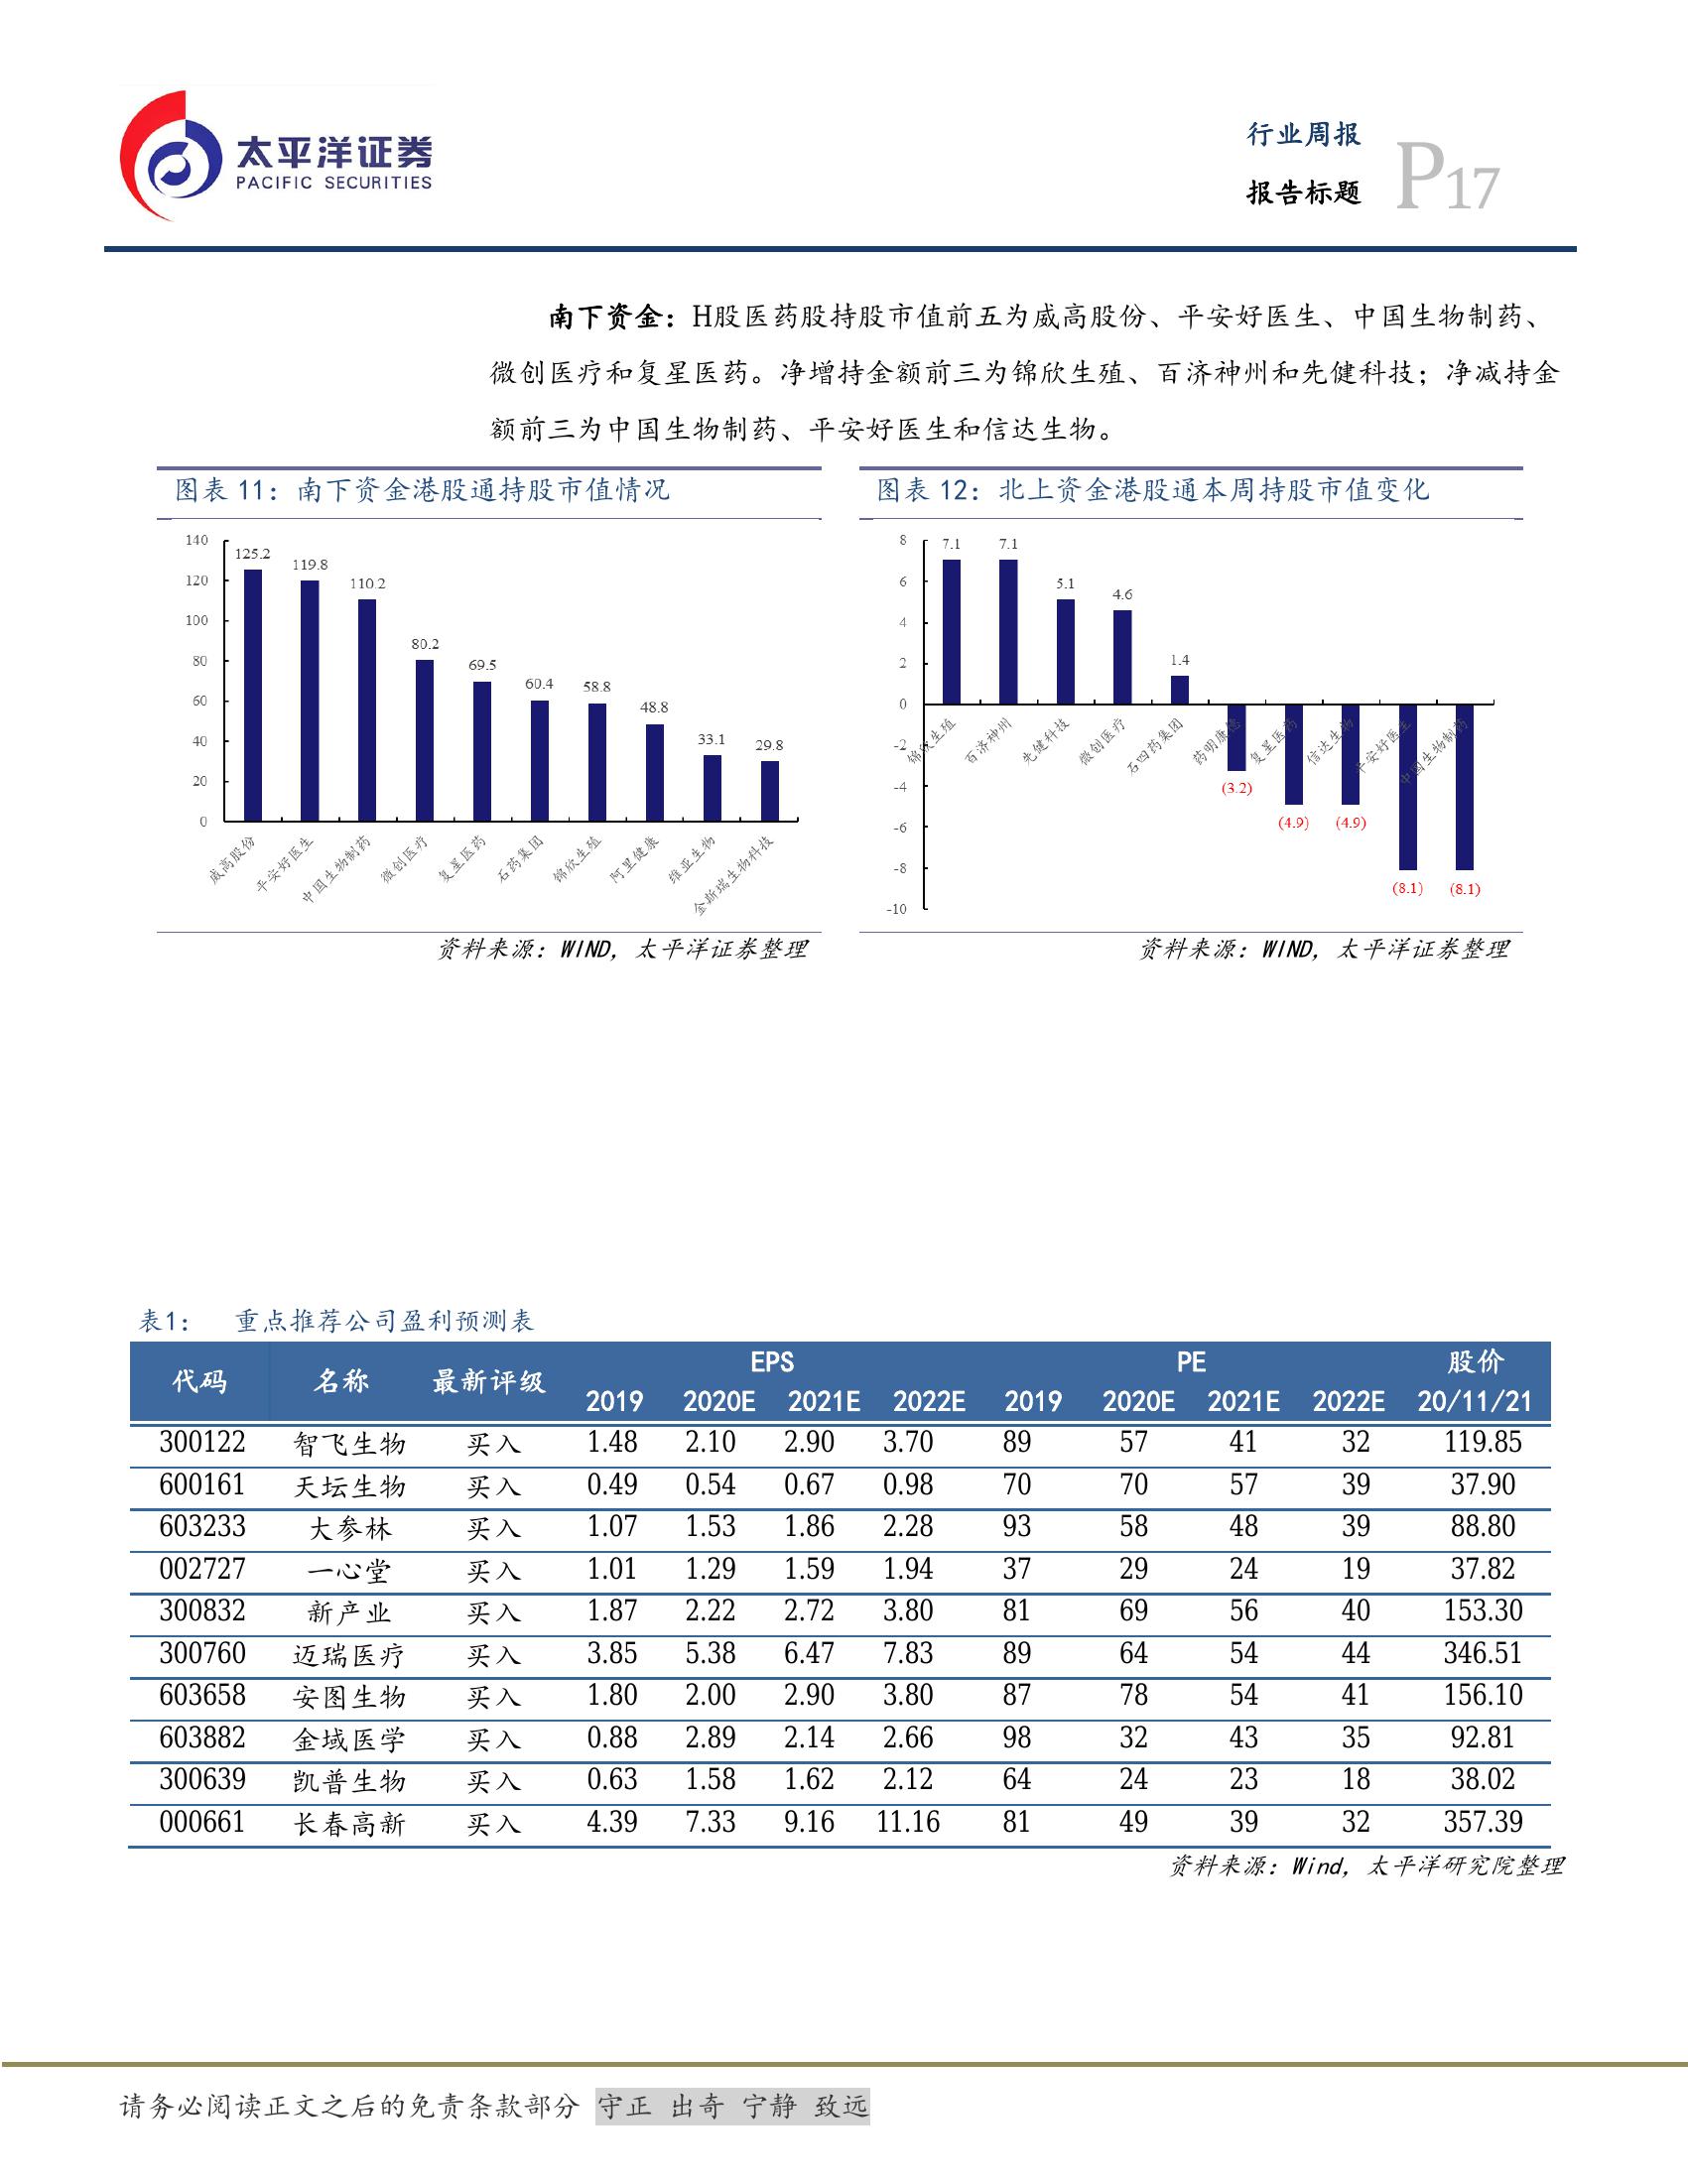 太平洋证券
PACIFIC SECURITIES
行业周报
报告标题
P17
南下资金：H股医药股持股市值前五为威高股份、平安好医生、中国生物制药、
微创医疗和复星医药。净增持金额前三为锦欣生殖、百济神州和先健科技；净减持金
额前三为中国生物制药、平安好医生和信达生物。
图表 11：南下资金港股通持股市值情况
140
120
100
80
60
40
20
0
125.2
119.8
110.2
80.2
69.5
60.4
58.8
48.8
33.1
29.8
威高股份
平安好医生
中国生物制药
微创医疗
复星医药
石药集团
锦欣生殖
阿里健康
维亚生物
金斯瑞生物科技
资料来源：WIND，太平洋证券整理
图表 12：北上资金港股通本周持股市值变化
8
6
4
2
0
-2
-4
-6
-8
-10
7.1
7.1
5.1
4.6
1.4
(3.2)
(4.9)
(4.9)
(8.1)
(8.1)
锦欣生殖
百济神州
先健科技
微创医疗
石四药集团
药明康德
复星医药
信达生物
平安好医生
中国生物制药
资料来源：WIND，太平洋证券整理
表1： 重点推荐公司盈利预测表
代码 名称 最新评级 EPS PE 股价
2019 2020E 2021E 2022E 2019 2020E 2021E 2022E 20/11/21
300122 智飞生物 买入 1.48 2.10 2.90 3.70 89 57 41 32 119.85
600161 天坛生物 买入 0.49 0.54 0.67 0.98 70 70 57 39 37.90
603233 大参林 买入 1.07 1.53 1.86 2.28 93 58 48 39 88.80
002727 一心堂 买入 1.01 1.29 1.59 1.94 37 29 24 19 37.82
300832 新产业 买入 1.87 2.22 2.72 3.80 81 69 56 40 153.30
300760 迈瑞医疗 买入 3.85 5.38 6.47 7.83 89 64 54 44 346.51
603658 安图生物 买入 1.80 2.00 2.90 3.80 87 78 54 41 156.10
603882 金域医学 买入 0.88 2.89 2.14 2.66 98 32 43 35 92.81
300639 凯普生物 买入 0.63 1.58 1.62 2.12 64 24 23 18 38.02
000661 长春高新 买入 4.39 7.33 9.16 11.16 81 49 39 32 357.39
资料来源：Wind，太平洋研究院整理
请务必阅读正文之后的免责条款部分 守正 出奇 宁静 致远